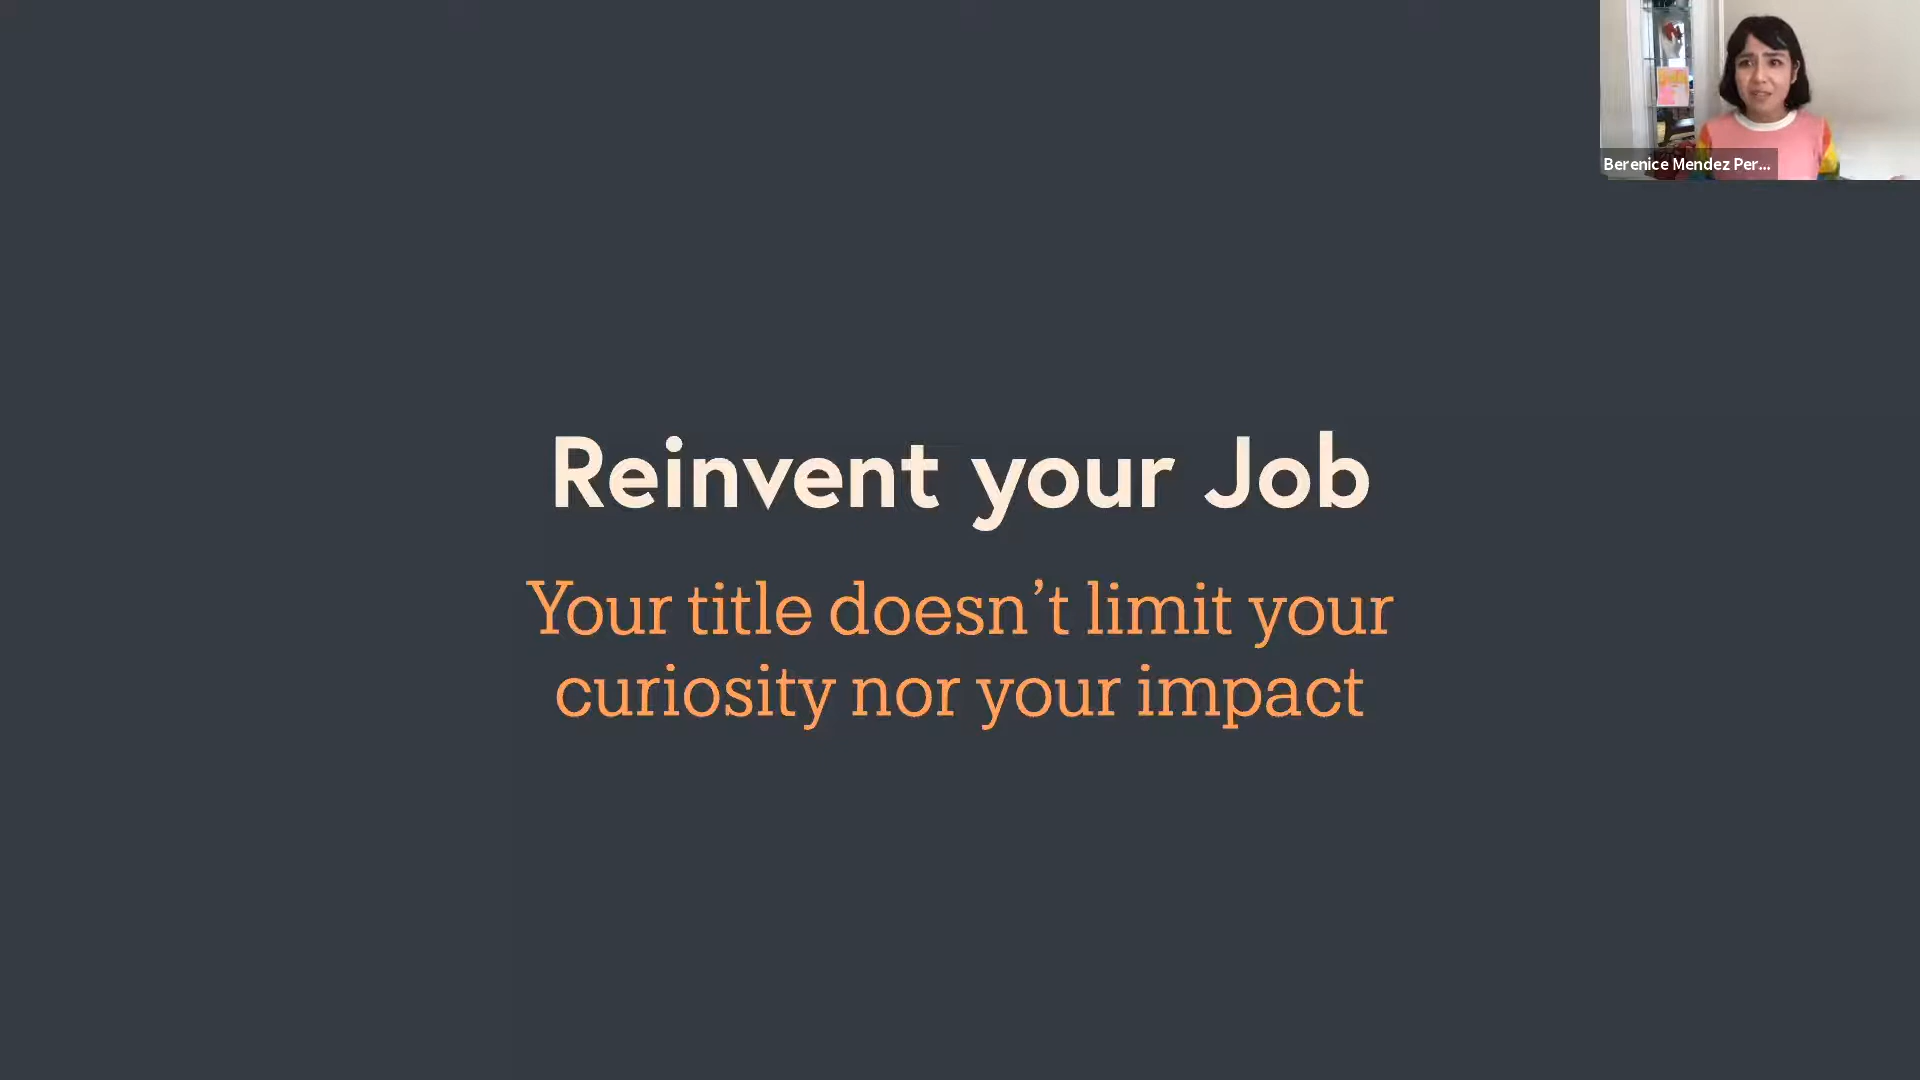 Berenice Mendez Per...
Reinvent your Job
Your title doesn’t limit your
curiosity nor your impact